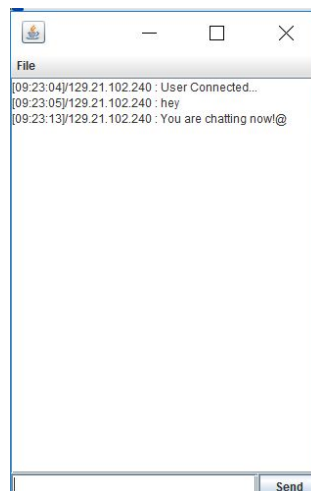 File
[09:23:04]/129.21.102.240 : User Connected...
[09:23:05]/129.21.102.240 : hey
[09:23:13]/129.21.102.240 : You are chatting now!@
Send